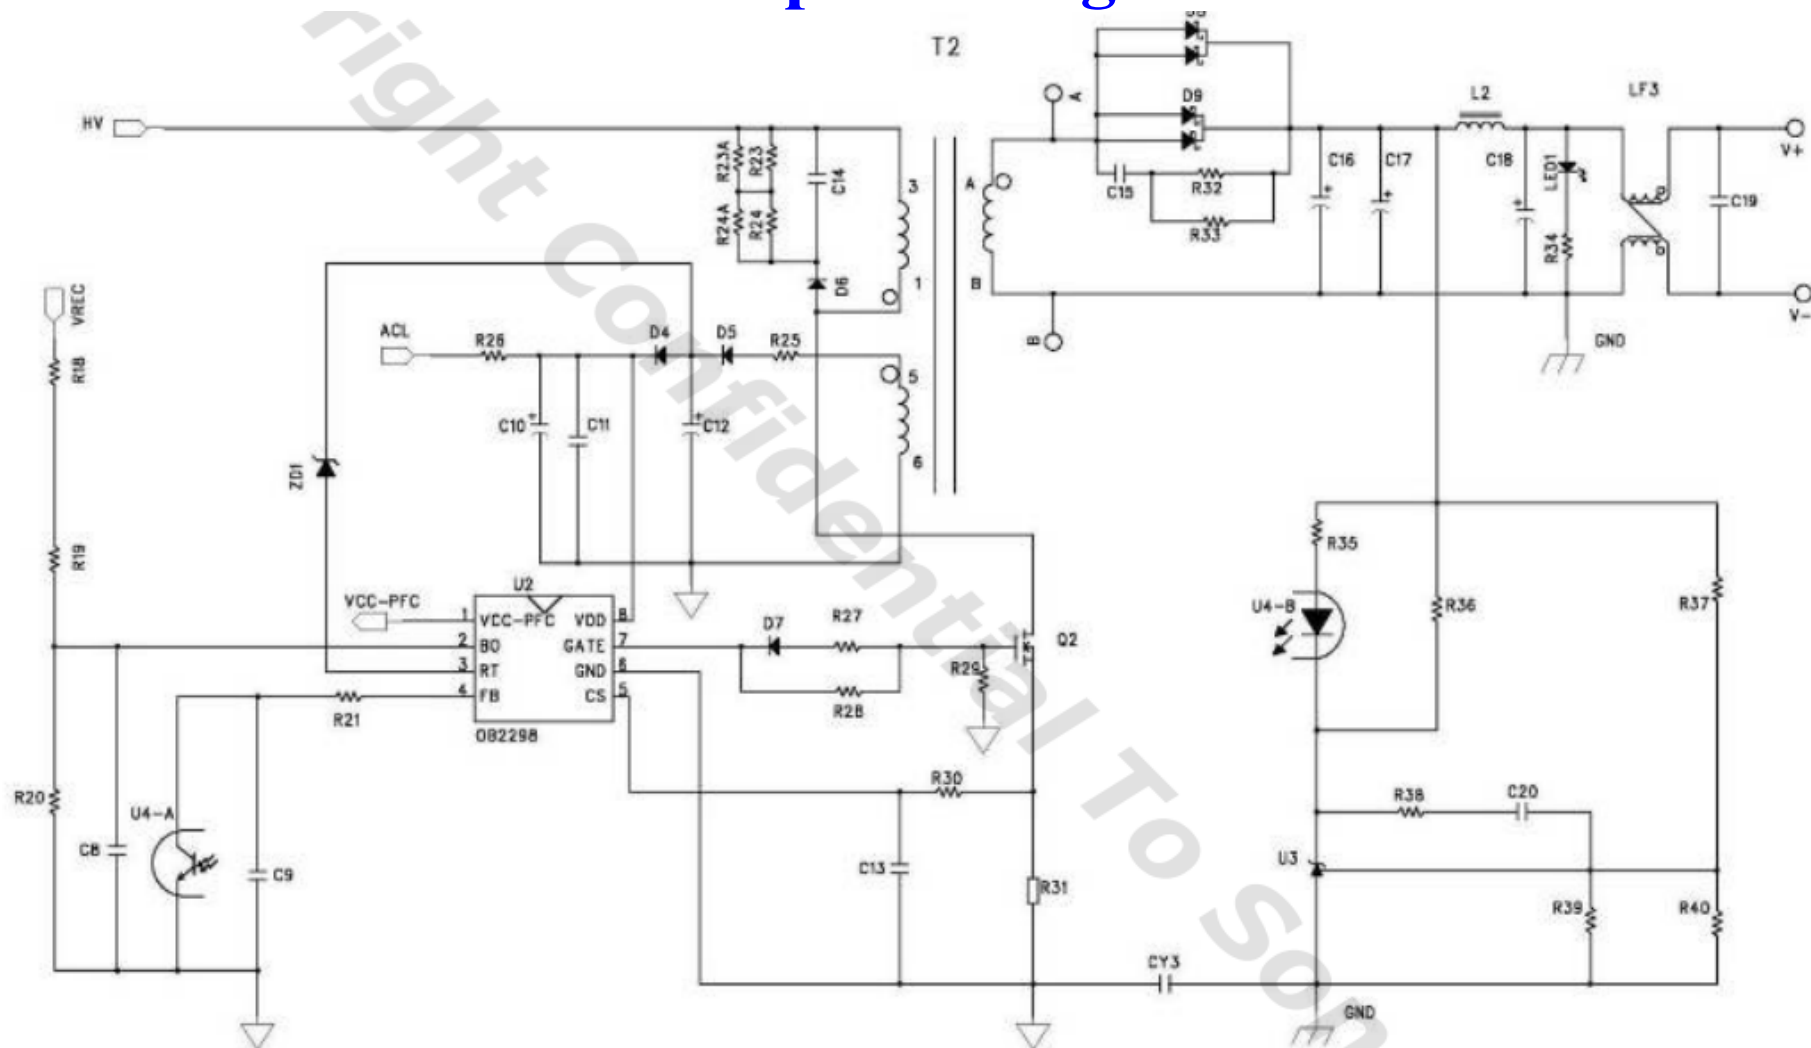 T2
D9
A
L2
LF3
HV
R23A
R23
C14
3
A
C15
R32
C16
C17
C18
LED1
C19
V+
R24A
R24
R33
R34
1
D6
B
V-
VREC
ACL
R26
D4
D5
R25
5
B
GND
R18
C10
C11
C12
6
ZD1
R19
R35
U2
VCC-PFC
1 VCC-PFC VDD 8
2 BO GATE 7
3 RT GND 6
4 FB CS 5
OB2298
D7
R27
R28
R29
Q2
U4-B
R36
R37
R21
R20
U4-A
C8
C9
R30
C13
R31
R38
C20
U3
R39
R40
CY3
GND
right Confidential To Son